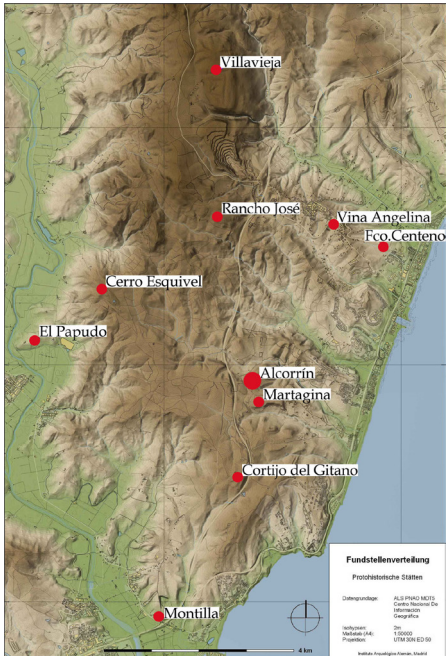 Villavieja
Rancho José
Vina Angelina
Fco.Centeno
Cerro Esquivel
El Papudo
Alcorrín
Martagina
Cortijo del Gitano
Montilla
4 km
Fundstellenverteilung
Protohistorische Stätten
Datengrundlage: ALS PNAO MDT5
Centro Nacional De
Información
Geográfica
Isohypsen: 2m
Maßstab (A4): 1:50000
Projektion: UTM 30N ED 50
Instituto Arqueológico Alemán, Madrid